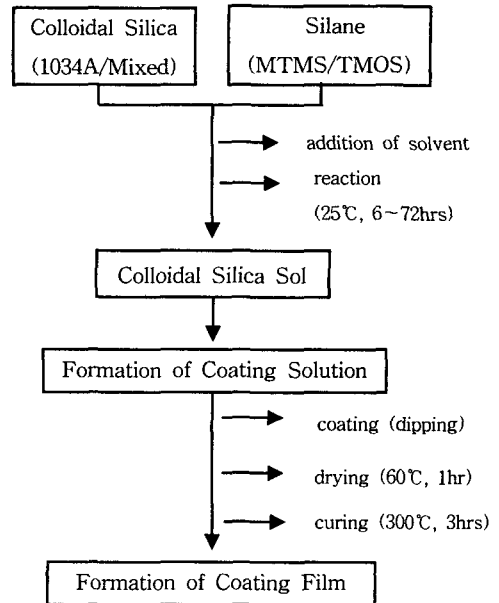 Colloidal Silica
(1034A/Mixed)
Silane
(MTMS/TMOS)
addition of solvent
reaction
(25℃, 6~72hrs)
Colloidal Silica Sol
Formation of Coating Solution
coating (dipping)
drying (60℃, 1hr)
curing (300℃, 3hrs)
Formation of Coating Film